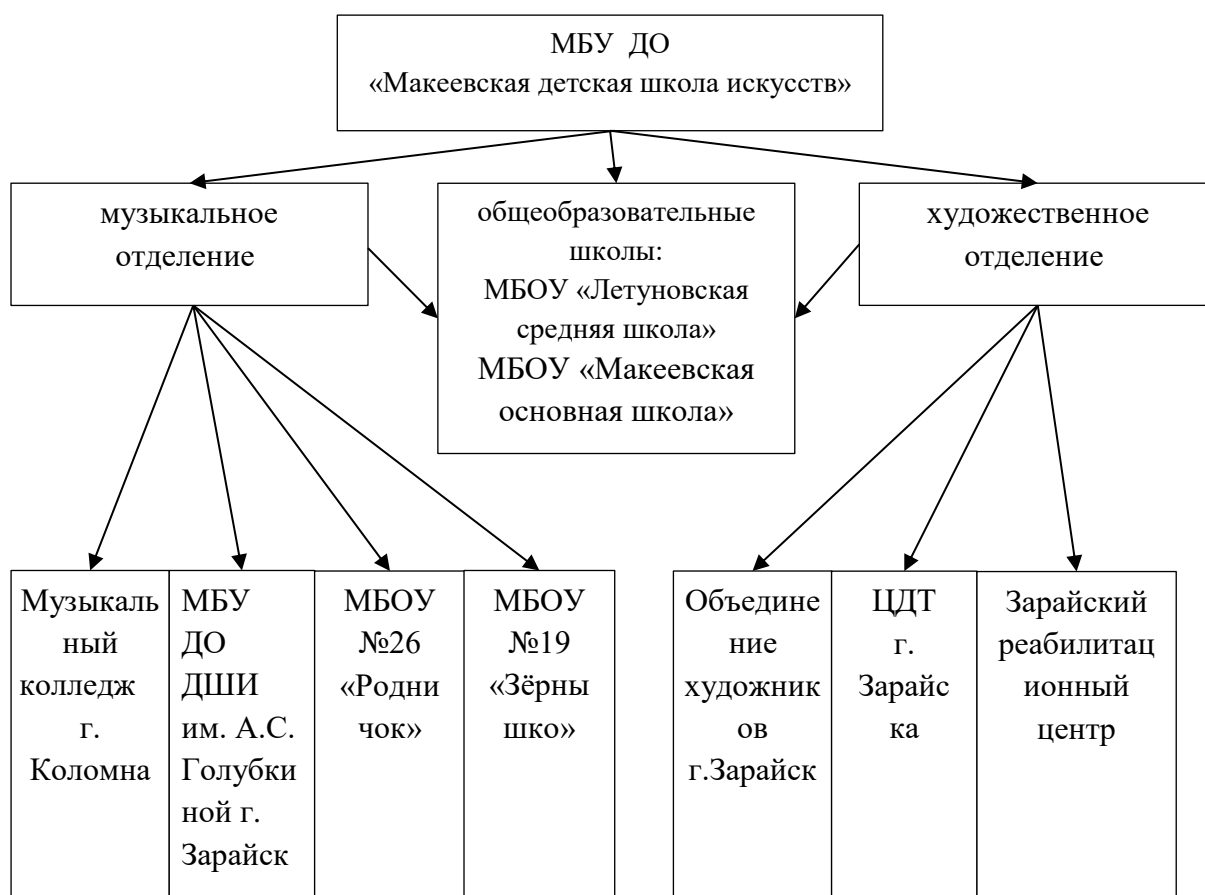 МБУ ДО
«Макеевская детская школа искусств»
музыкальное
отделение
общеобразовательные
школы:
МБОУ «Летуновская
средняя школа»
МБОУ «Макеевская
основная школа»
художественное
отделение
Музыкаль
ный
колледж
г.
Коломна
МБУ
ДО
ДШИ
им. А.С.
Голубки
ной г.
Зарайск
МБОУ
№26
«Родни
чок»
МБОУ
№19
«Зёрны
шко»
Объедине
ние
художник
ов
г.Зарайск
ЦДТ
г.
Зарайс
ка
Зарайский
реабилитац
ионный
центр